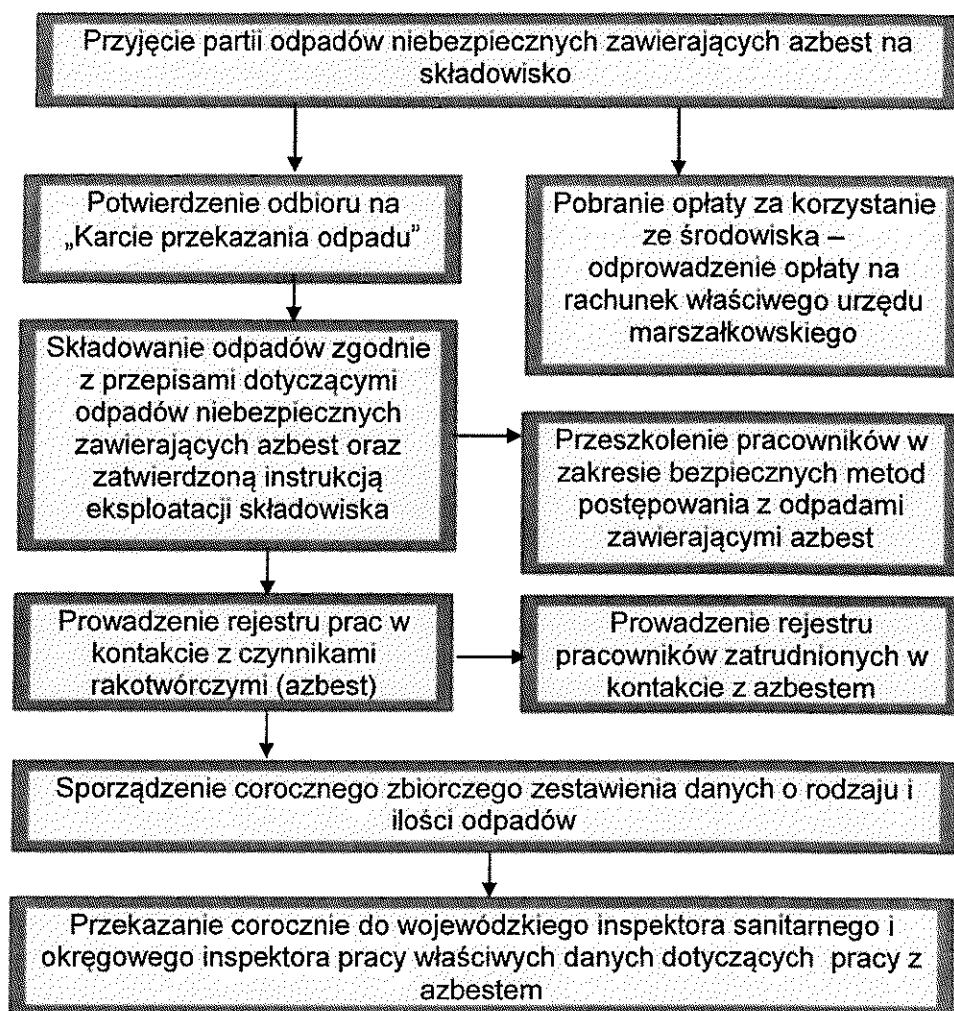 Przyjęcie partii odpadów niebezpiecznych zawierających azbest na
składowisko
Potwierdzenie odbioru na
„Karcie przekazania odpadu”
Pobranie opłaty za korzystanie
ze środowiska –
odprowadzenie opłaty na
rachunek właściwego urzędu
marszałkowskiego
Składowanie odpadów zgodnie
z przepisami dotyczącymi
odpadów niebezpiecznych
zawierających azbest oraz
zatwierdzoną instrukcją
eksploatacji składowiska
Przeszkolenie pracowników w
zakresie bezpiecznych metod
postępowania z odpadami
zawierającymi azbest
Prowadzenie rejestru prac w
kontakcie z czynnikami
rakotwórczymi (azbest)
Prowadzenie rejestru
pracowników zatrudnionych w
kontakcie z azbestem
Sporządzenie corocznego zbiorczego zestawienia danych o rodzaju i
ilości odpadów
Przekazanie corocznie do wojewódzkiego inspektora sanitarnego i
okręgowego inspektora pracy właściwych danych dotyczących pracy z
azbestem